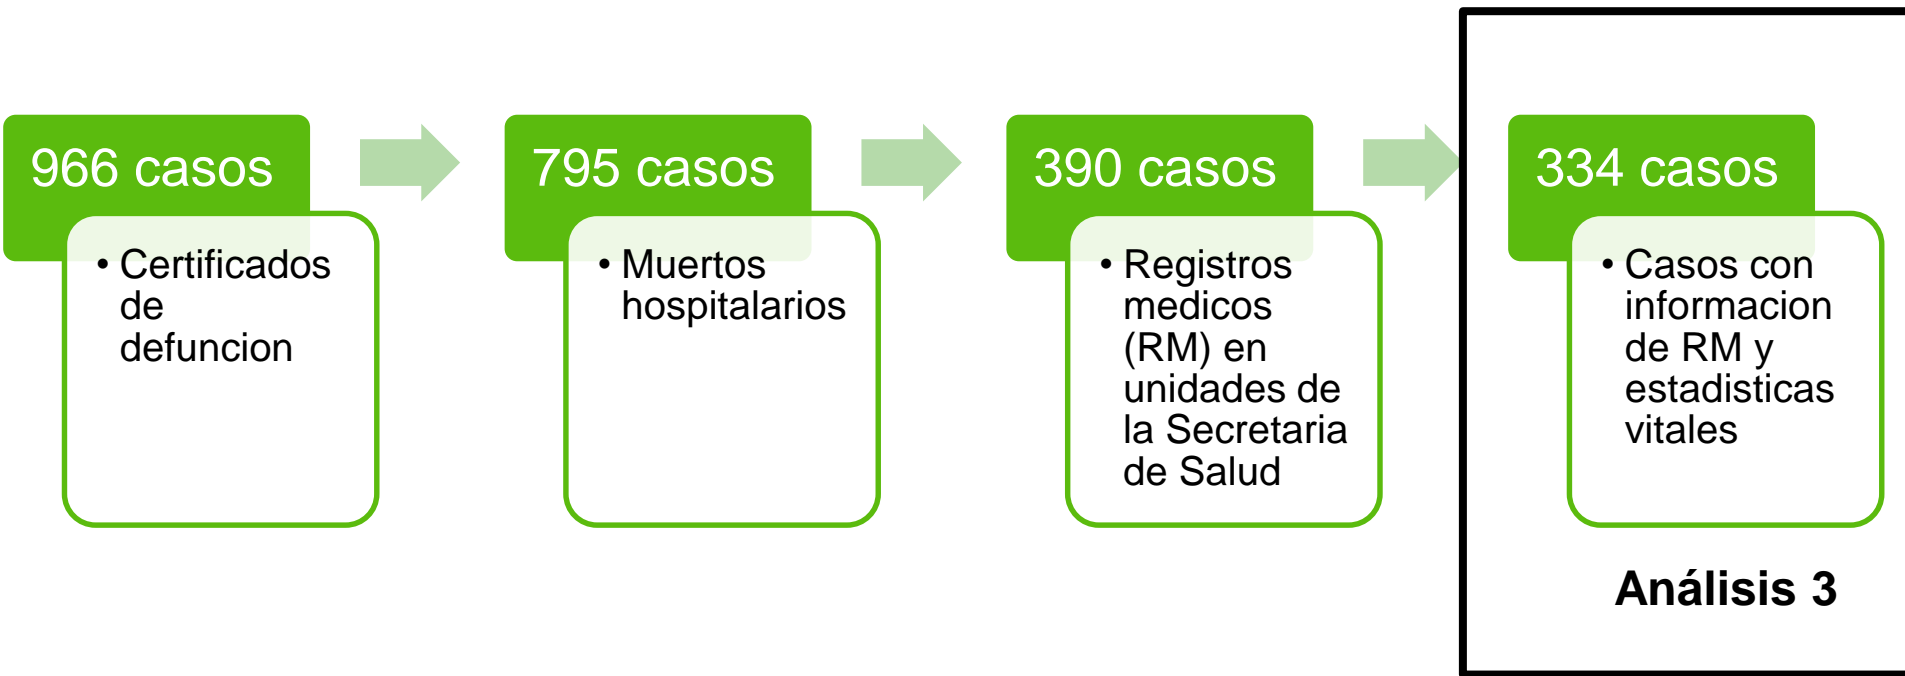 966 casos
• Certificados
de
defuncion
795 casos
• Muertos
hospitalarios
390 casos
• Registros
medicos
(RM) en
unidades de
la Secretaria
de Salud
334 casos
• Casos con
informacion
de RM y
estadisticas
vitales
Análisis 3